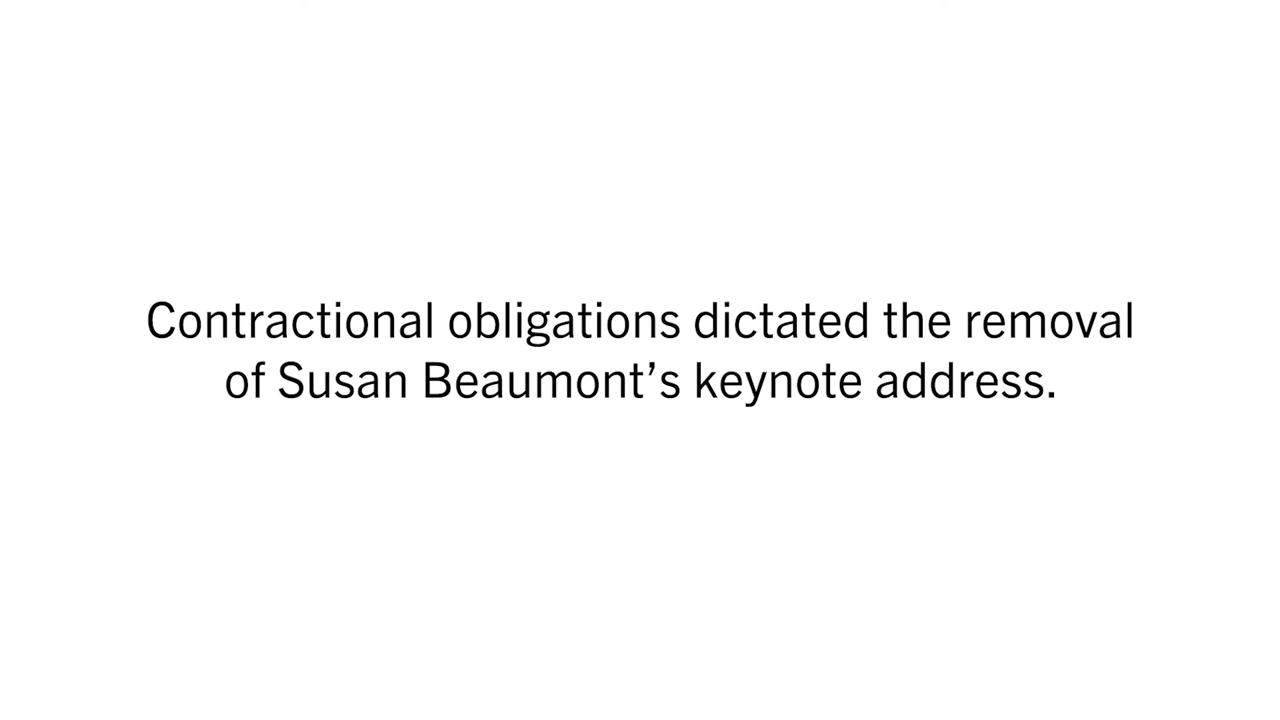 Contractional obligations dictated the removal
of Susan Beaumont’s keynote address.